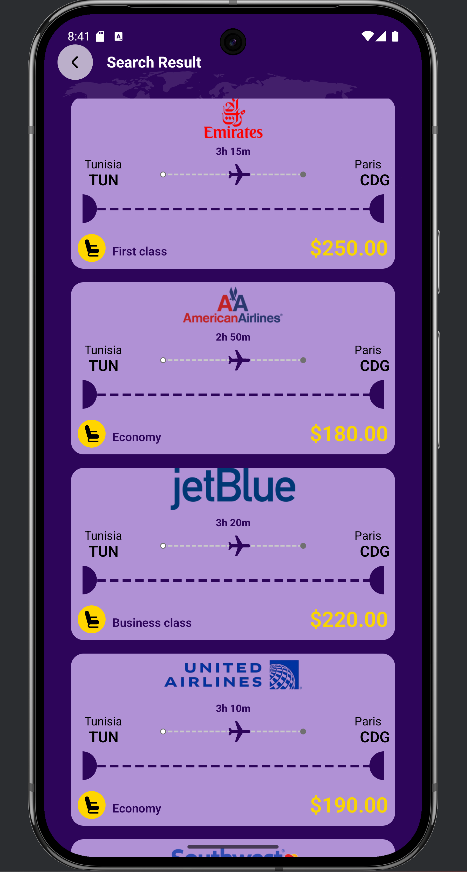 8:41
Search Result
Emirates
3h 15m
Tunisia Paris
TUN CDG
First class $250.00
AA
AmericanAirlines
2h 50m
Tunisia Paris
TUN CDG
Economy $180.00
jetBlue
3h 20m
Tunisia Paris
TUN CDG
Business class $220.00
UNITED
AIRLINES
3h 10m
Tunisia Paris
TUN CDG
Economy $190.00
Southwest